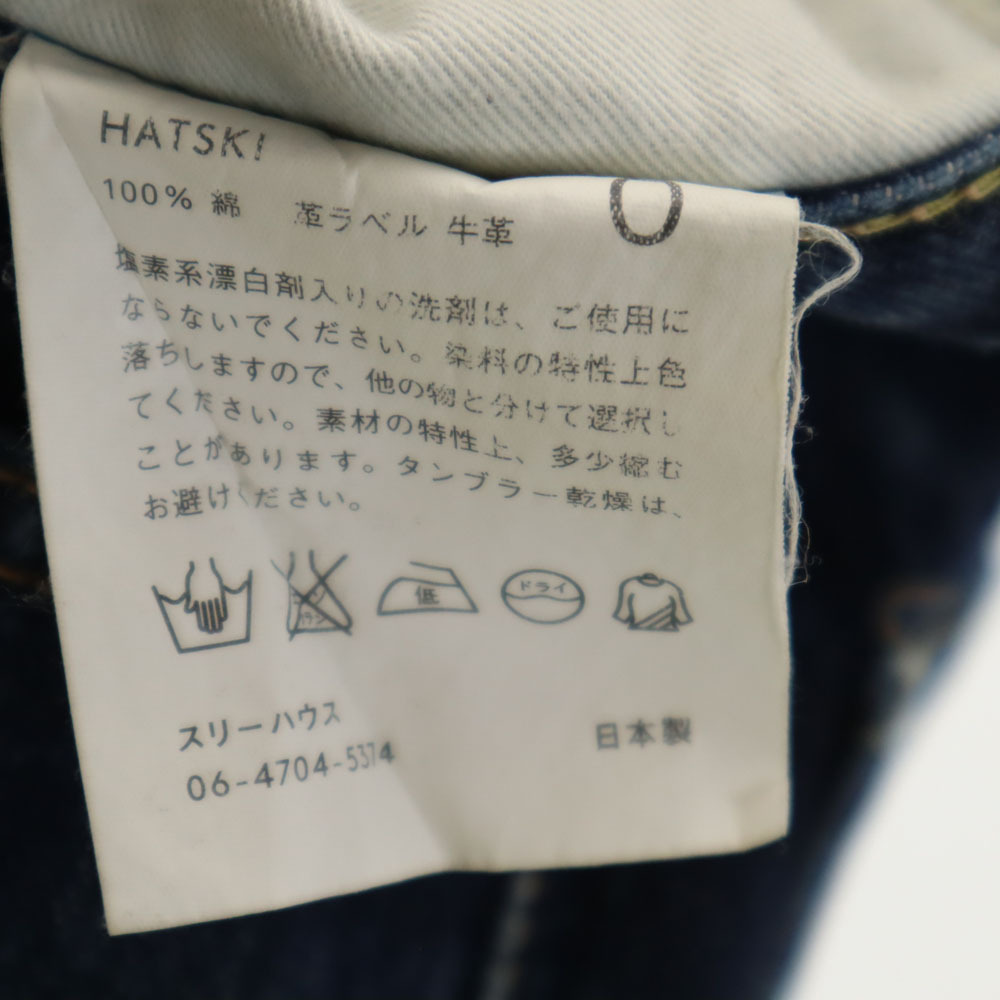 HATSKI
100% 綿 革ラベル 牛革 0
塩素系漂白剤入りの洗剤は、ご使用に
ならないでください。染料の特性上色
落ちしますので、他の物と分けて選択し
てください。素材の特性上、多少縮む
ことがあります。タンブラー乾燥は、
お避けください。
低 ドライ
スリーハウス 日本製
06-4704-5374